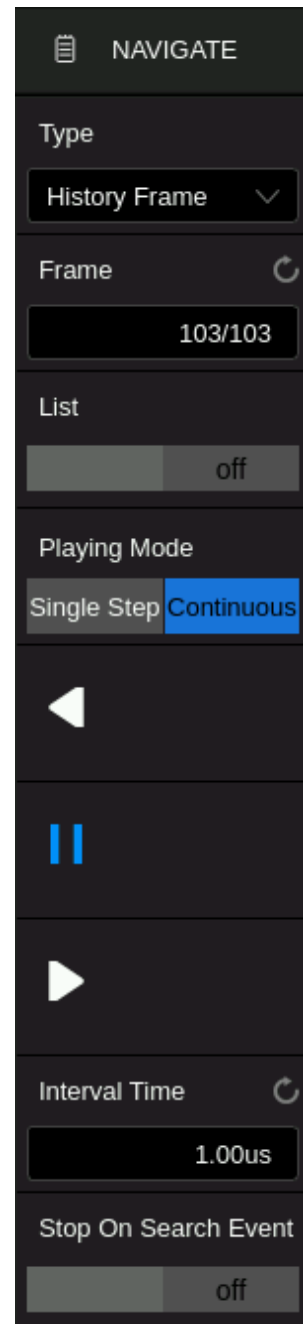 NAVIGATE
Type
History Frame
Frame
103/103
List
off
Playing Mode
Single Step Continuous
Interval Time
1.00us
Stop On Search Event
off